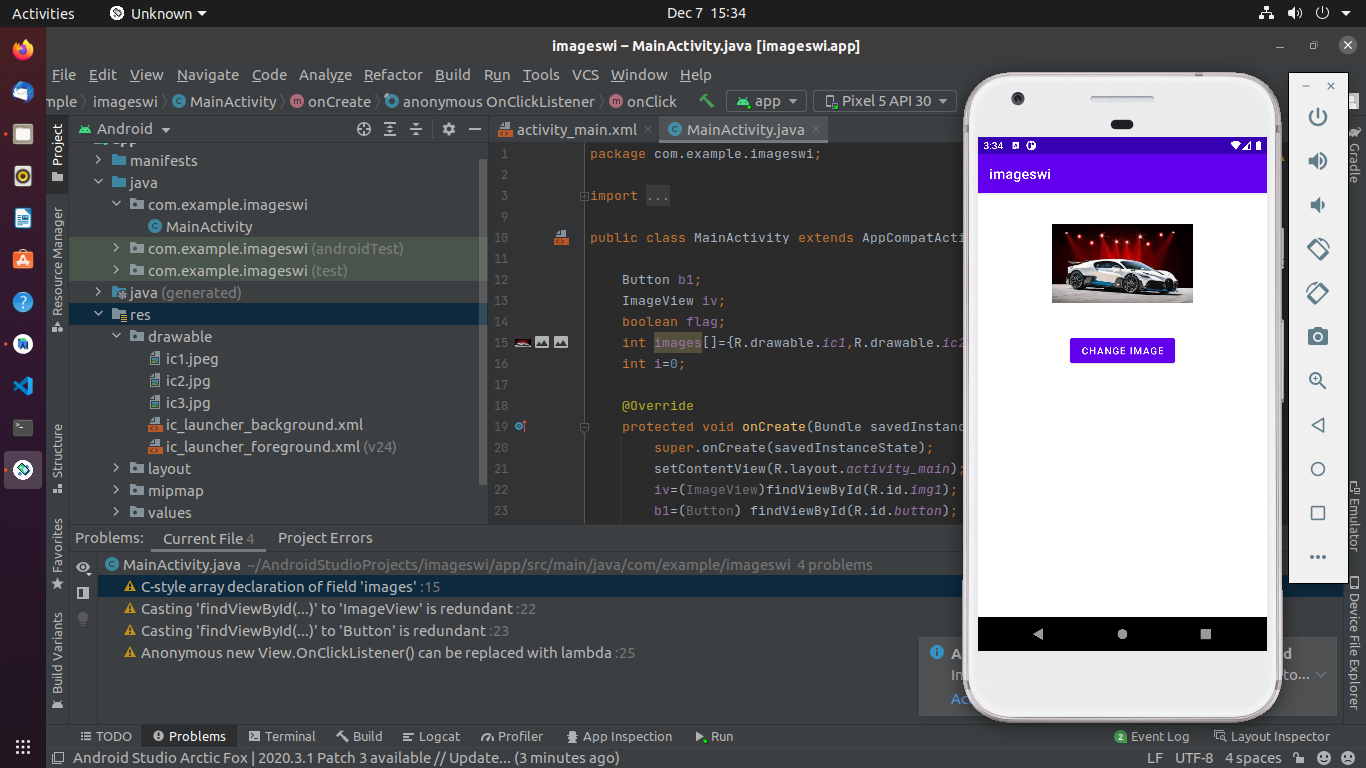 Activities Unknown Dec 7 15:34
imageswi – MainActivity.java [imageswi.app]
File Edit View Navigate Code Analyze Refactor Build Run Tools VCS Window Help
mple imageswi MainActivity onCreate anonymous OnClickListener onClick app Pixel 5 API 30
Project
Resource Manager
Structure
Favorites
Build Variants
Android
manifests
java
com.example.imageswi
MainActivity
com.example.imageswi (androidTest)
com.example.imageswi (test)
java (generated)
res
drawable
ic1.jpeg
ic2.jpg
ic3.jpg
ic_launcher_background.xml
ic_launcher_foreground.xml (v24)
layout
mipmap
values
activity_main.xml MainActivity.java
1 package com.example.imageswi;
2
3 import ...
9
10 public class MainActivity extends AppCompatActi
11
12 Button b1;
13 ImageView iv;
14 boolean flag;
15 int images[]={R.drawable.ic1,R.drawable.ic2
16 int i=0;
17
18 @Override
19 protected void onCreate(Bundle savedInstanc
20 super.onCreate(savedInstanceState);
21 setContentView(R.layout.activity_main);
22 iv=(ImageView)findViewById(R.id.img1);
23 b1=(Button) findViewById(R.id.button);
3:34
imageswi
CHANGE IMAGE
Gradle
Emulator
Device File Explorer
Problems: Current File 4 Project Errors
MainActivity.java ~/AndroidStudioProjects/imageswi/app/src/main/java/com/example/imageswi 4 problems
C-style array declaration of field 'images' :15
Casting 'findViewById(...)' to 'ImageView' is redundant :22
Casting 'findViewById(...)' to 'Button' is redundant :23
Anonymous new View.OnClickListener() can be replaced with lambda :25
TODO Problems Terminal Build Logcat Profiler App Inspection Run 2 Event Log Layout Inspector
Android Studio Arctic Fox | 2020.3.1 Patch 3 available // Update... (3 minutes ago) LF UTF-8 4 spaces